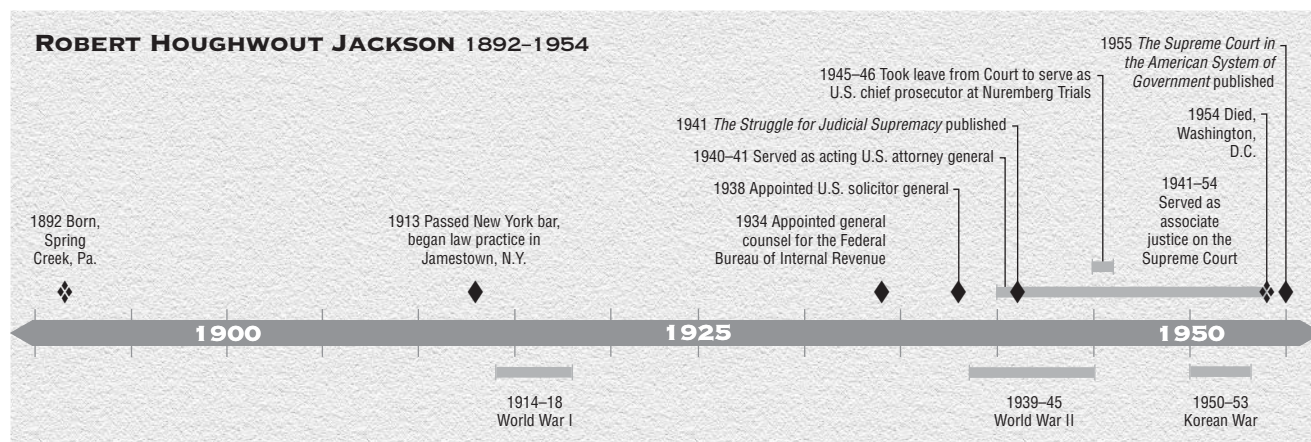 ROBERT HOUGHWOUT JACKSON 1892–1954
1955 The Supreme Court in
the American System of
Government published
1945–46 Took leave from Court to serve as
U.S. chief prosecutor at Nuremberg Trials
1941 The Struggle for Judicial Supremacy published
1954 Died,
Washington,
D.C.
1940–41 Served as acting U.S. attorney general
1938 Appointed U.S. solicitor general
1941–54
Served as
associate
justice on the
Supreme Court
1892 Born,
Spring
Creek, Pa.
1913 Passed New York bar,
began law practice in
Jamestown, N.Y.
1934 Appointed general
counsel for the Federal
Bureau of Internal Revenue
1900
1925
1950
1914–18
World War I
1939–45
World War II
1950–53
Korean War